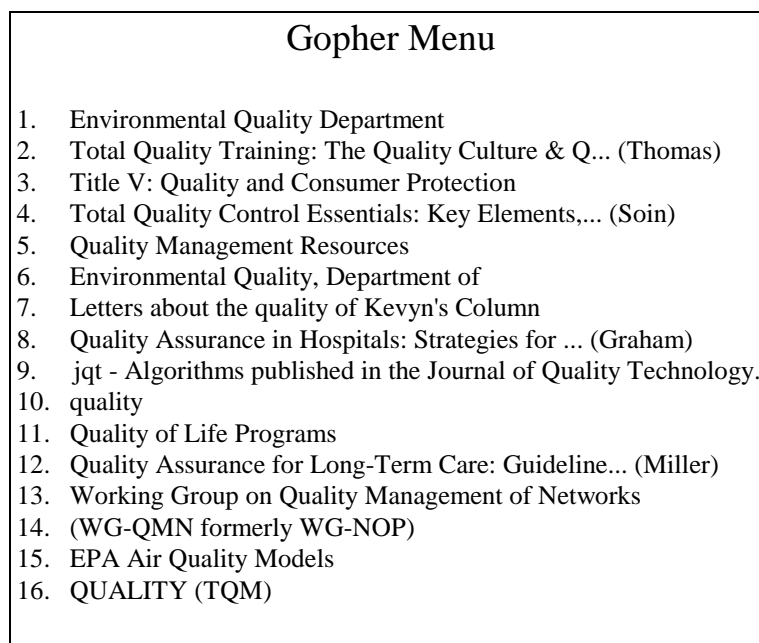 Gopher Menu
1. Environmental Quality Department
2. Total Quality Training: The Quality Culture & Q... (Thomas)
3. Title V: Quality and Consumer Protection
4. Total Quality Control Essentials: Key Elements,... (Soin)
5. Quality Management Resources
6. Environmental Quality, Department of
7. Letters about the quality of Kevyn's Column
8. Quality Assurance in Hospitals: Strategies for ... (Graham)
9. jqt - Algorithms published in the Journal of Quality Technology.
10. quality
11. Quality of Life Programs
12. Quality Assurance for Long-Term Care: Guideline... (Miller)
13. Working Group on Quality Management of Networks
14. (WG-QMN formerly WG-NOP)
15. EPA Air Quality Models
16. QUALITY (TQM)